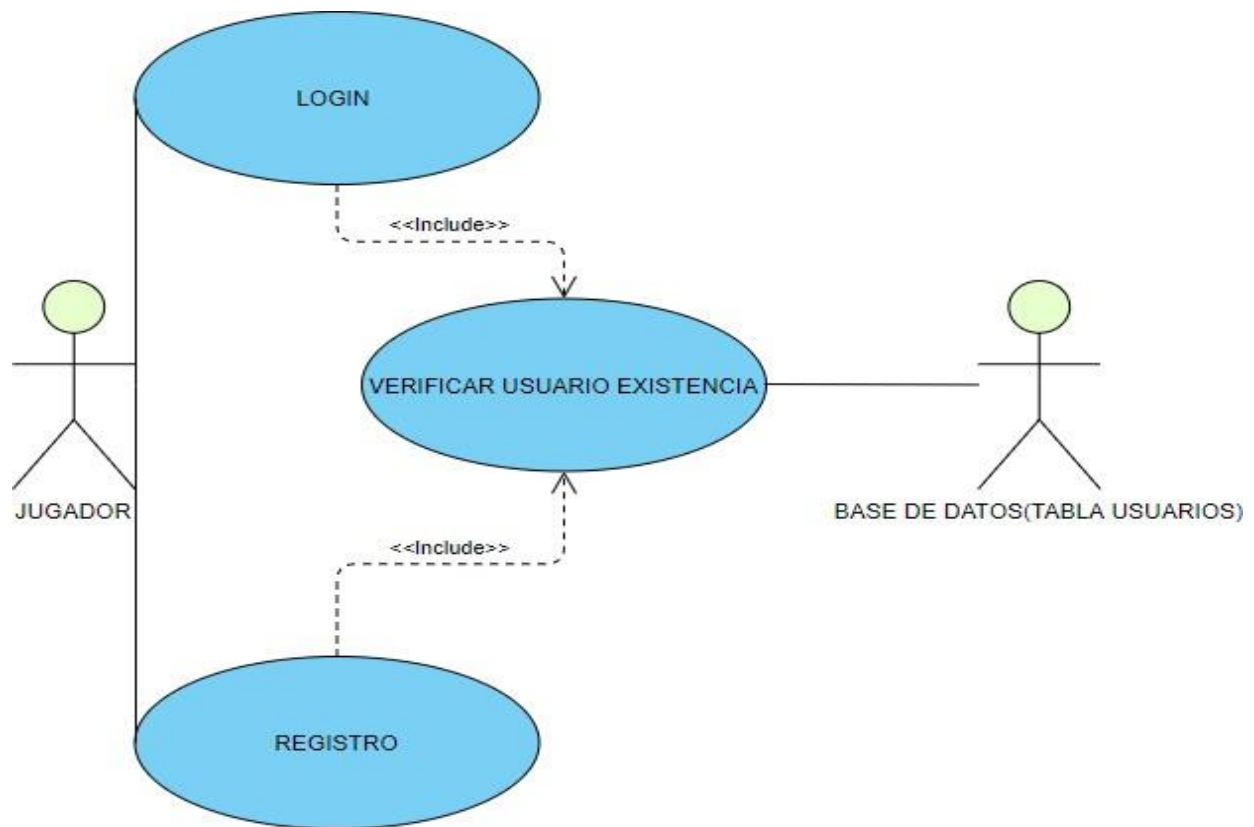 LOGIN
<<Include>>
VERIFICAR USUARIO EXISTENCIA
JUGADOR
BASE DE DATOS(TABLA USUARIOS)
<<Include>>
REGISTRO